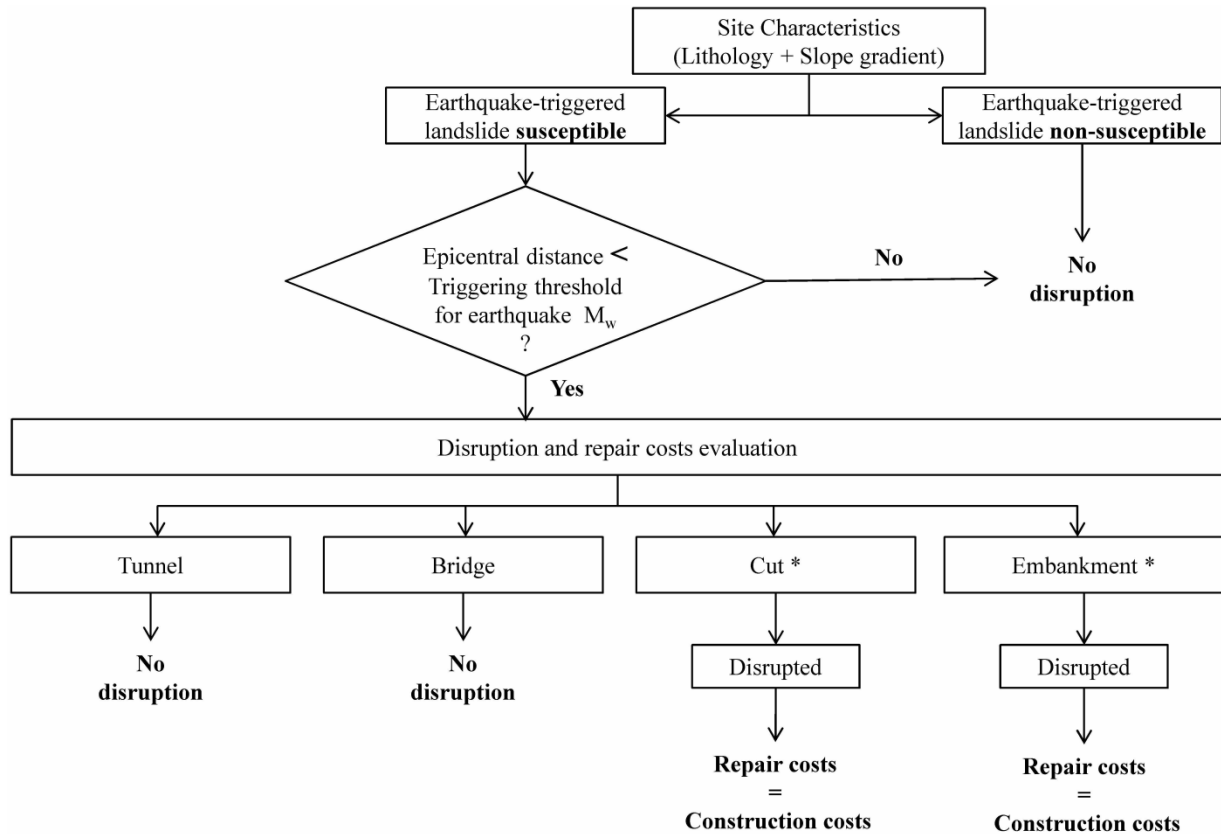 Site Characteristics
(Lithology + Slope gradient)
Earthquake-triggered
landslide susceptible
Earthquake-triggered
landslide non-susceptible
Epicentral distance <
Triggering threshold
for earthquake Mw
?
No
No
disruption
Yes
Disruption and repair costs evaluation
Tunnel
Bridge
Cut *
Embankment *
No
disruption
No
disruption
Disrupted
Disrupted
Repair costs
=
Construction costs
Repair costs
=
Construction costs